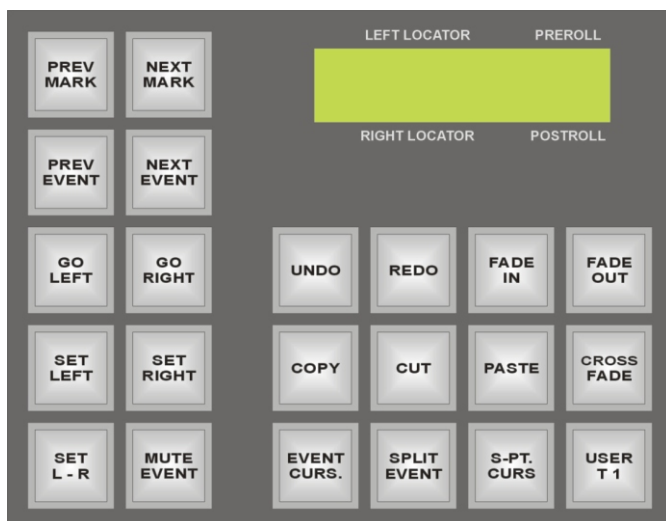 LEFT LOCATOR PREROLL
PREV MARK
NEXT MARK
RIGHT LOCATOR POSTROLL
PREV EVENT
NEXT EVENT
GO LEFT
GO RIGHT
UNDO
REDO
FADE IN
FADE OUT
SET LEFT
SET RIGHT
COPY
CUT
PASTE
CROSS FADE
SET L - R
MUTE EVENT
EVENT CURS.
SPLIT EVENT
S-PT. CURS
USER T 1